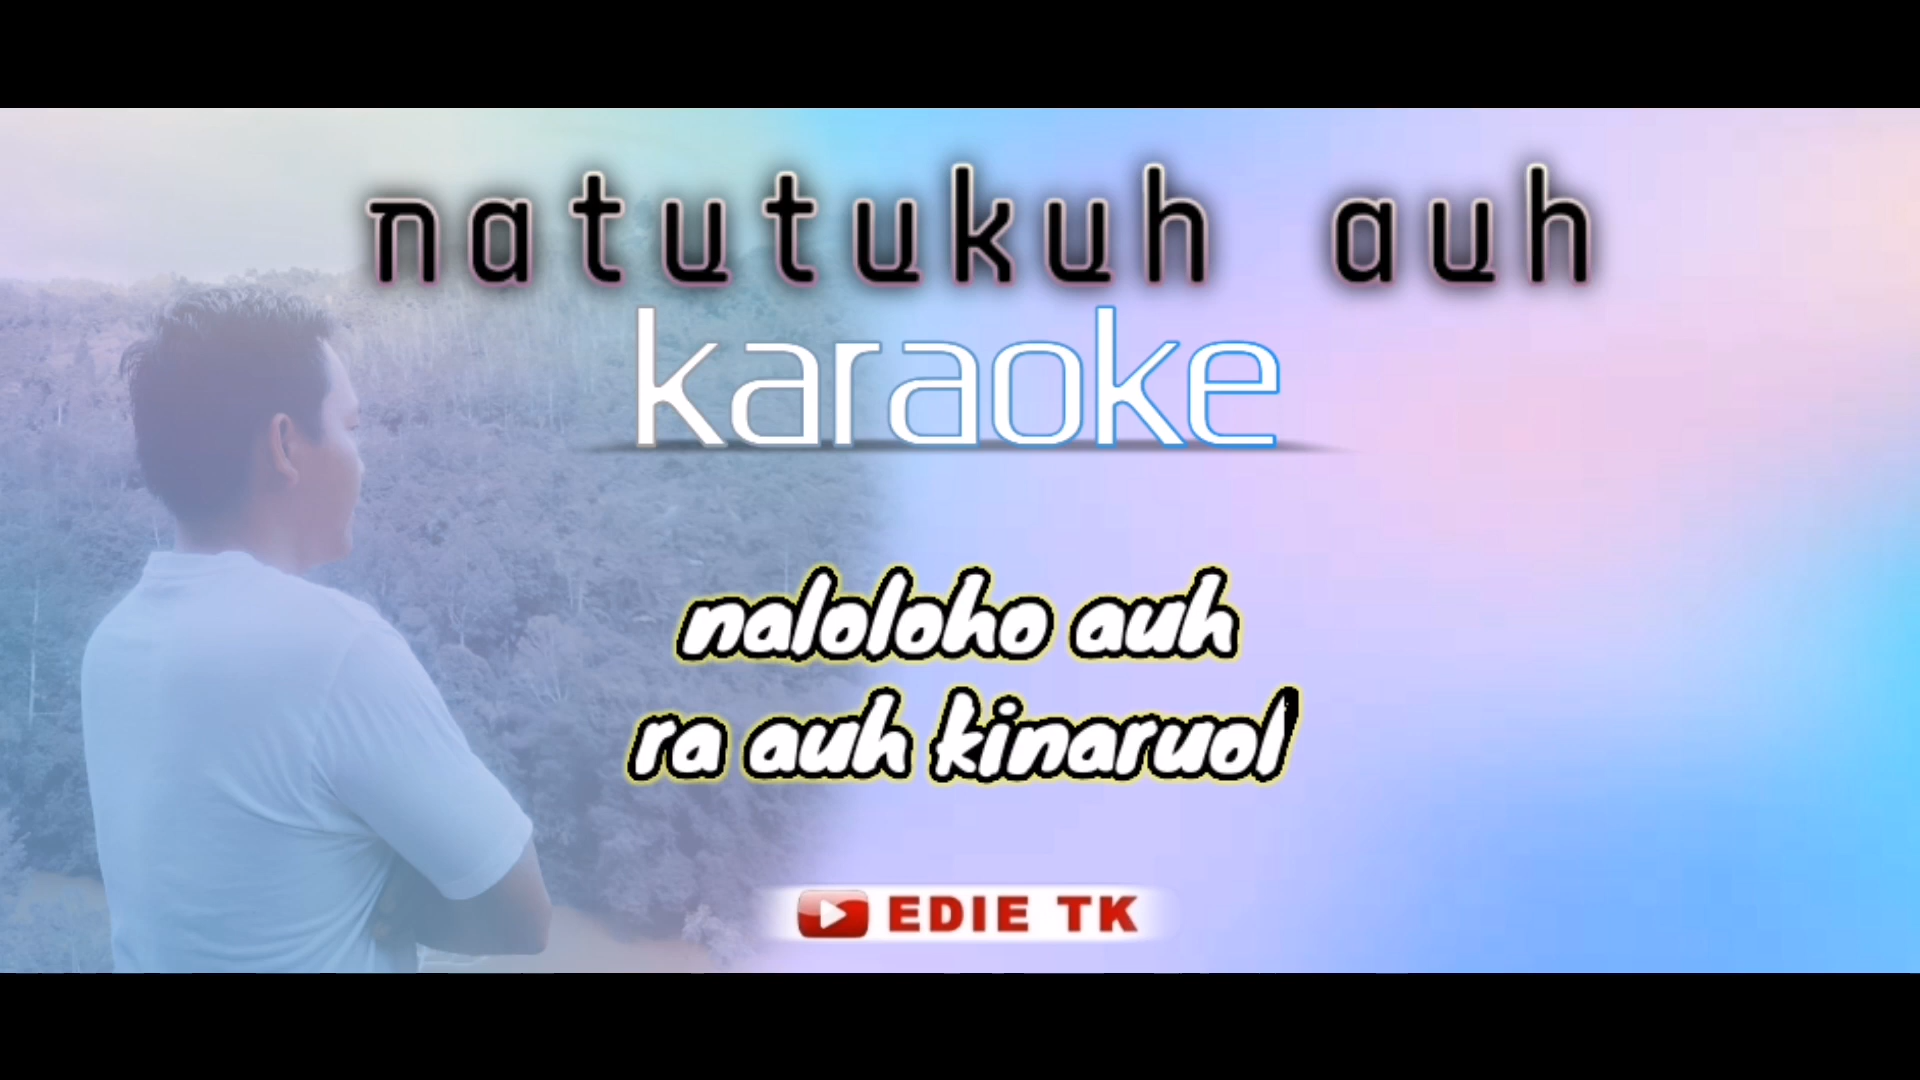 natutukuh auh
karaoke
naloloho auh
ra auh kinaruol
EDIE TK